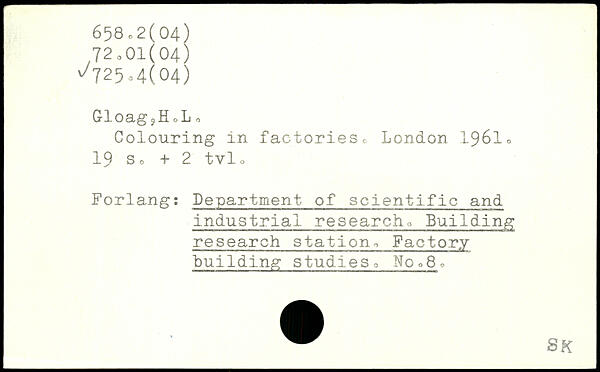 658.2(04)
72.01(04)
✓725.4(04)
Gloag,H.L.
Colouring in factories. London 1961.
19 s. + 2 tvl.
Forlang: Department of scientific and
industrial research. Building
research station. Factory
building studies. No.8.
SK